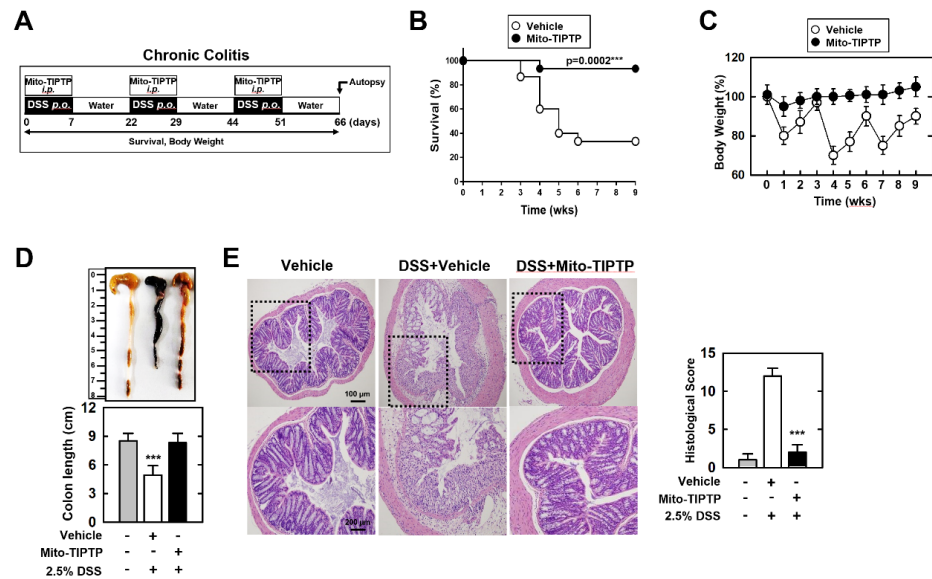 A
Chronic Colitis
Mito-TIPTP Mito-TIPTP Mito-TIPTP
i.p. i.p. i.p.
Autopsy
DSS p.o. Water DSS p.o. Water DSS p.o. Water
0 7 22 29 44 51 66 (days)
Survival, Body Weight
B
Vehicle
Mito-TIPTP
p=0.0002***
Survival (%)
100
80
60
40
20
0
0 1 2 3 4 5 6 7 8 9
Time (wks)
C
Vehicle
Mito-TIPTP
Body Weight (%)
120
100
80
60
0 1 2 3 4 5 6 7 8 9
Time (wks)
D
0
1
2
3
4
5
6
7
8
Colon length (cm)
12
9
6
3
0
***
Vehicle - + -
Mito-TIPTP - - +
2.5% DSS - + +
E
Vehicle DSS+Vehicle DSS+Mito-TIPTP
100 μm
200 μm
Histological Score
15
10
5
0
***
Vehicle - + -
Mito-TIPTP - - +
2.5% DSS - + +